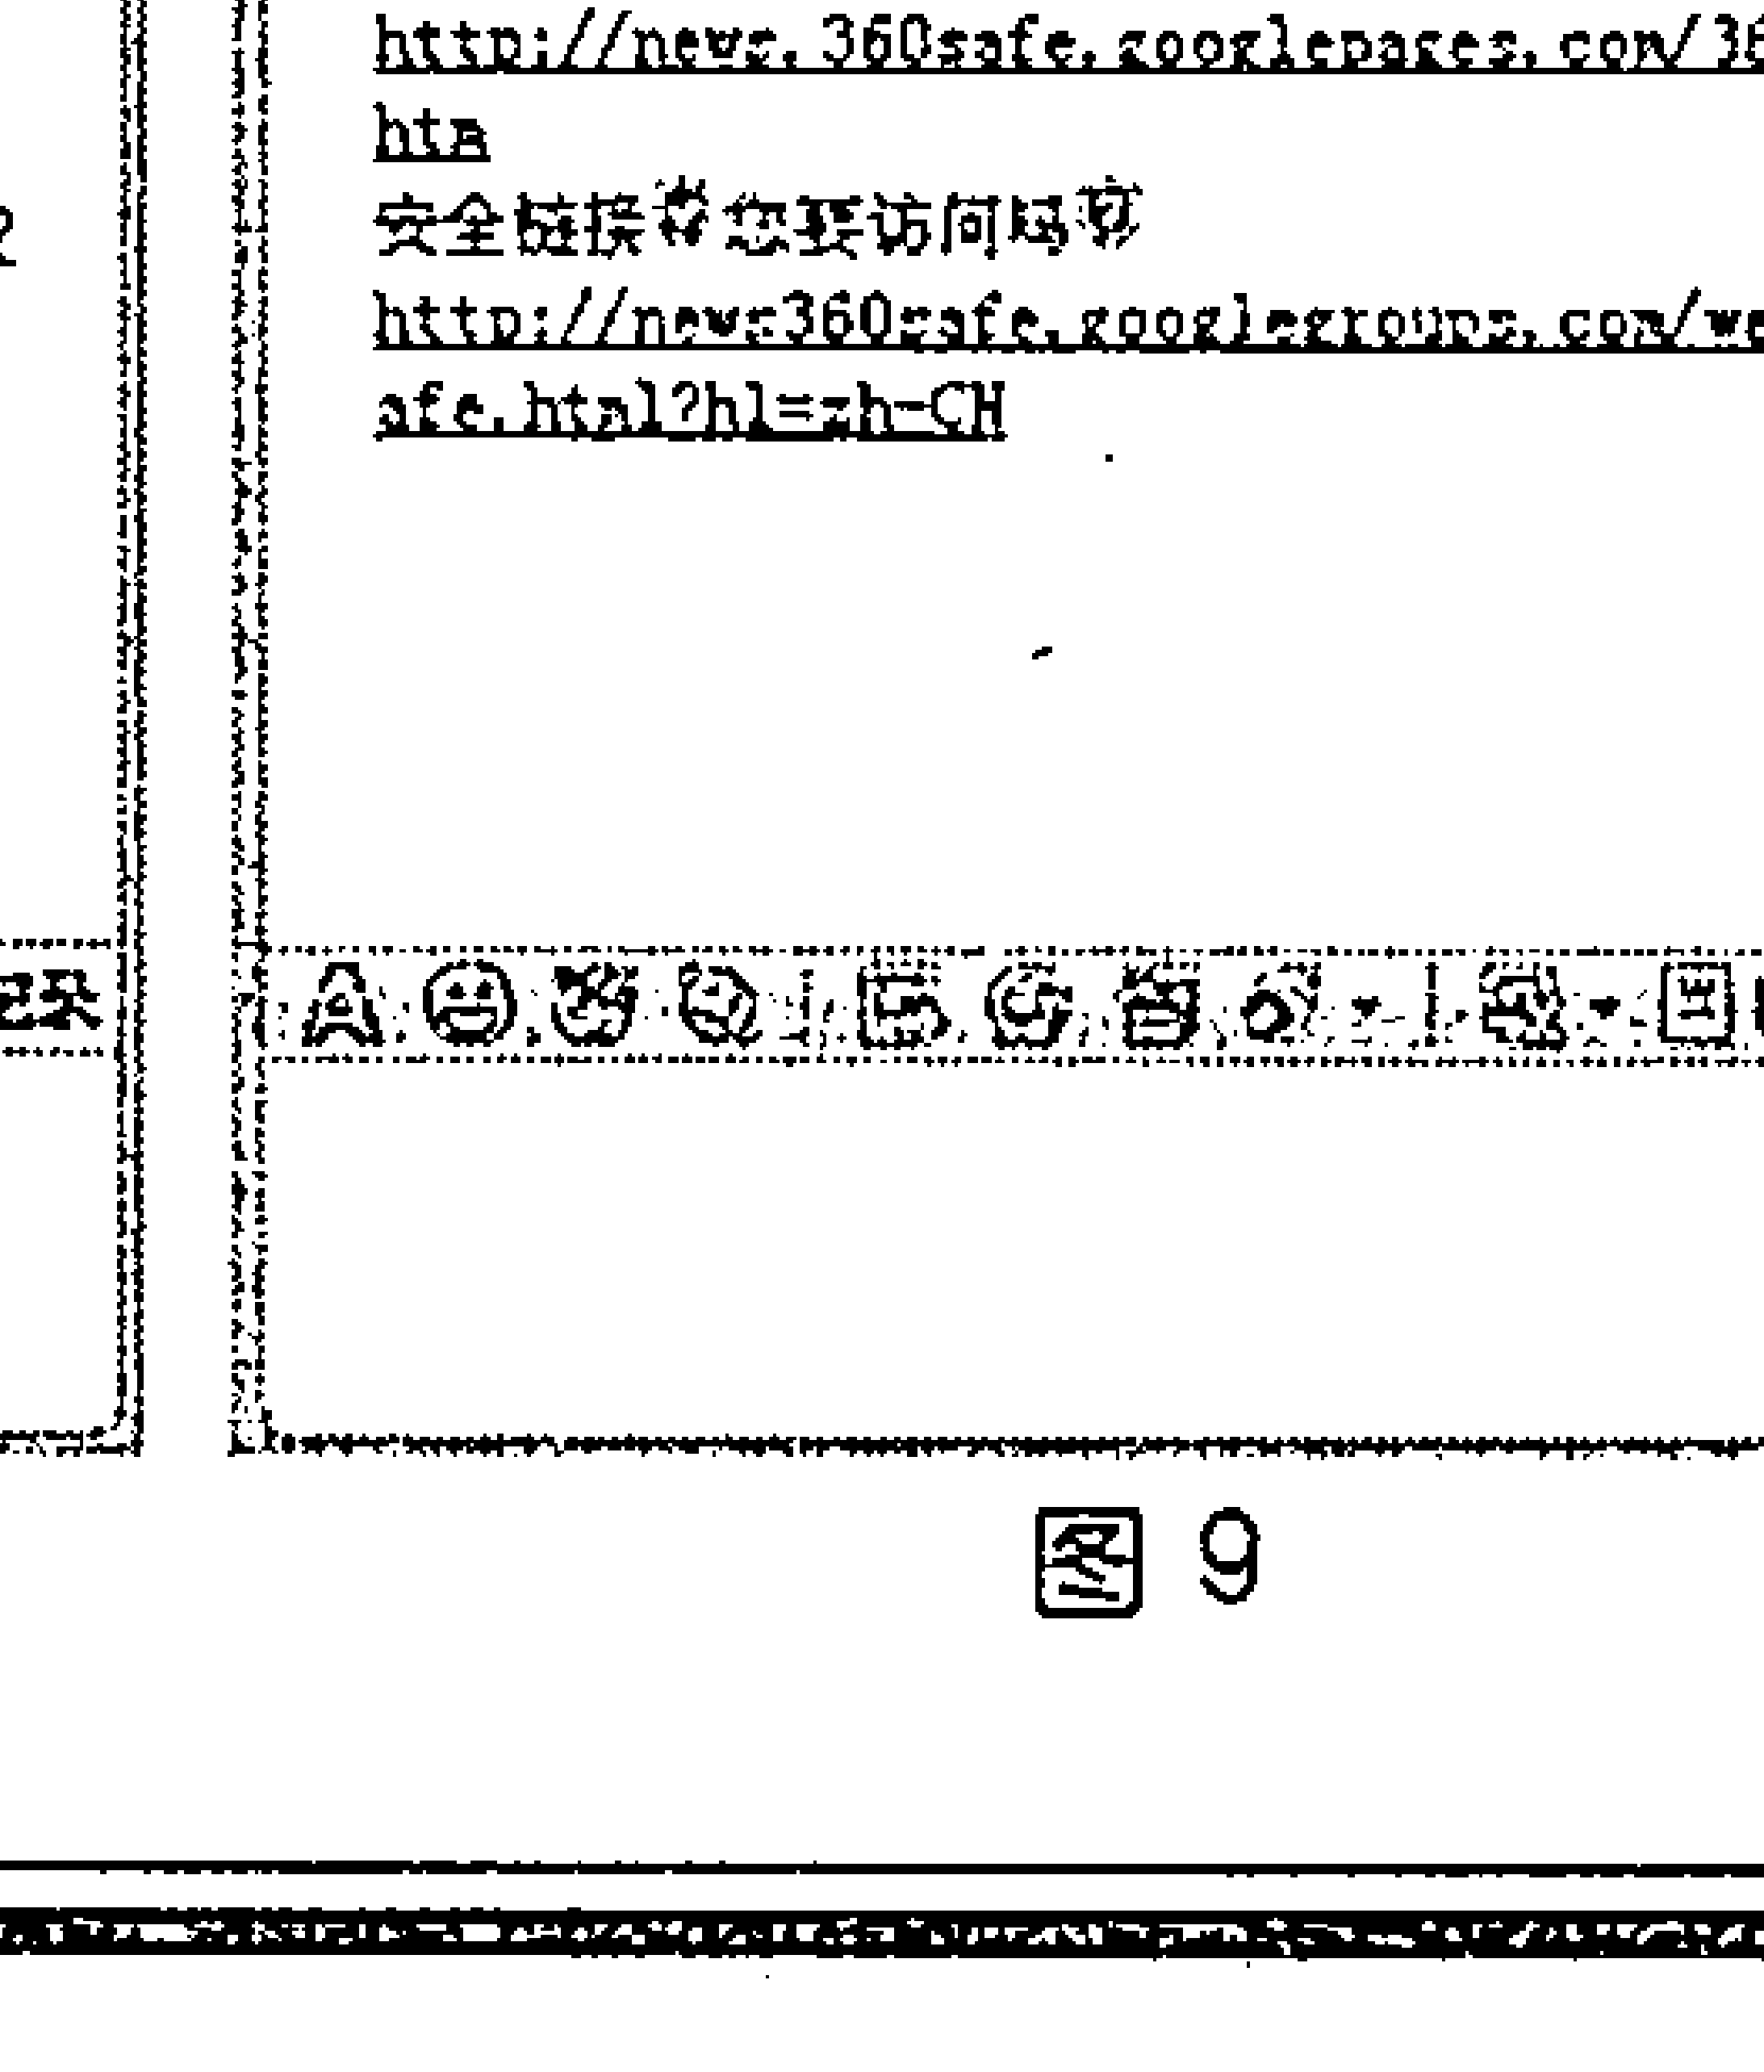 http://news.360safe.googlepages.com/36
htm
安全链接 您要访问吗
http://news360safe.googlegroups.com/we
afe.html?hl=zh-CN
图 9